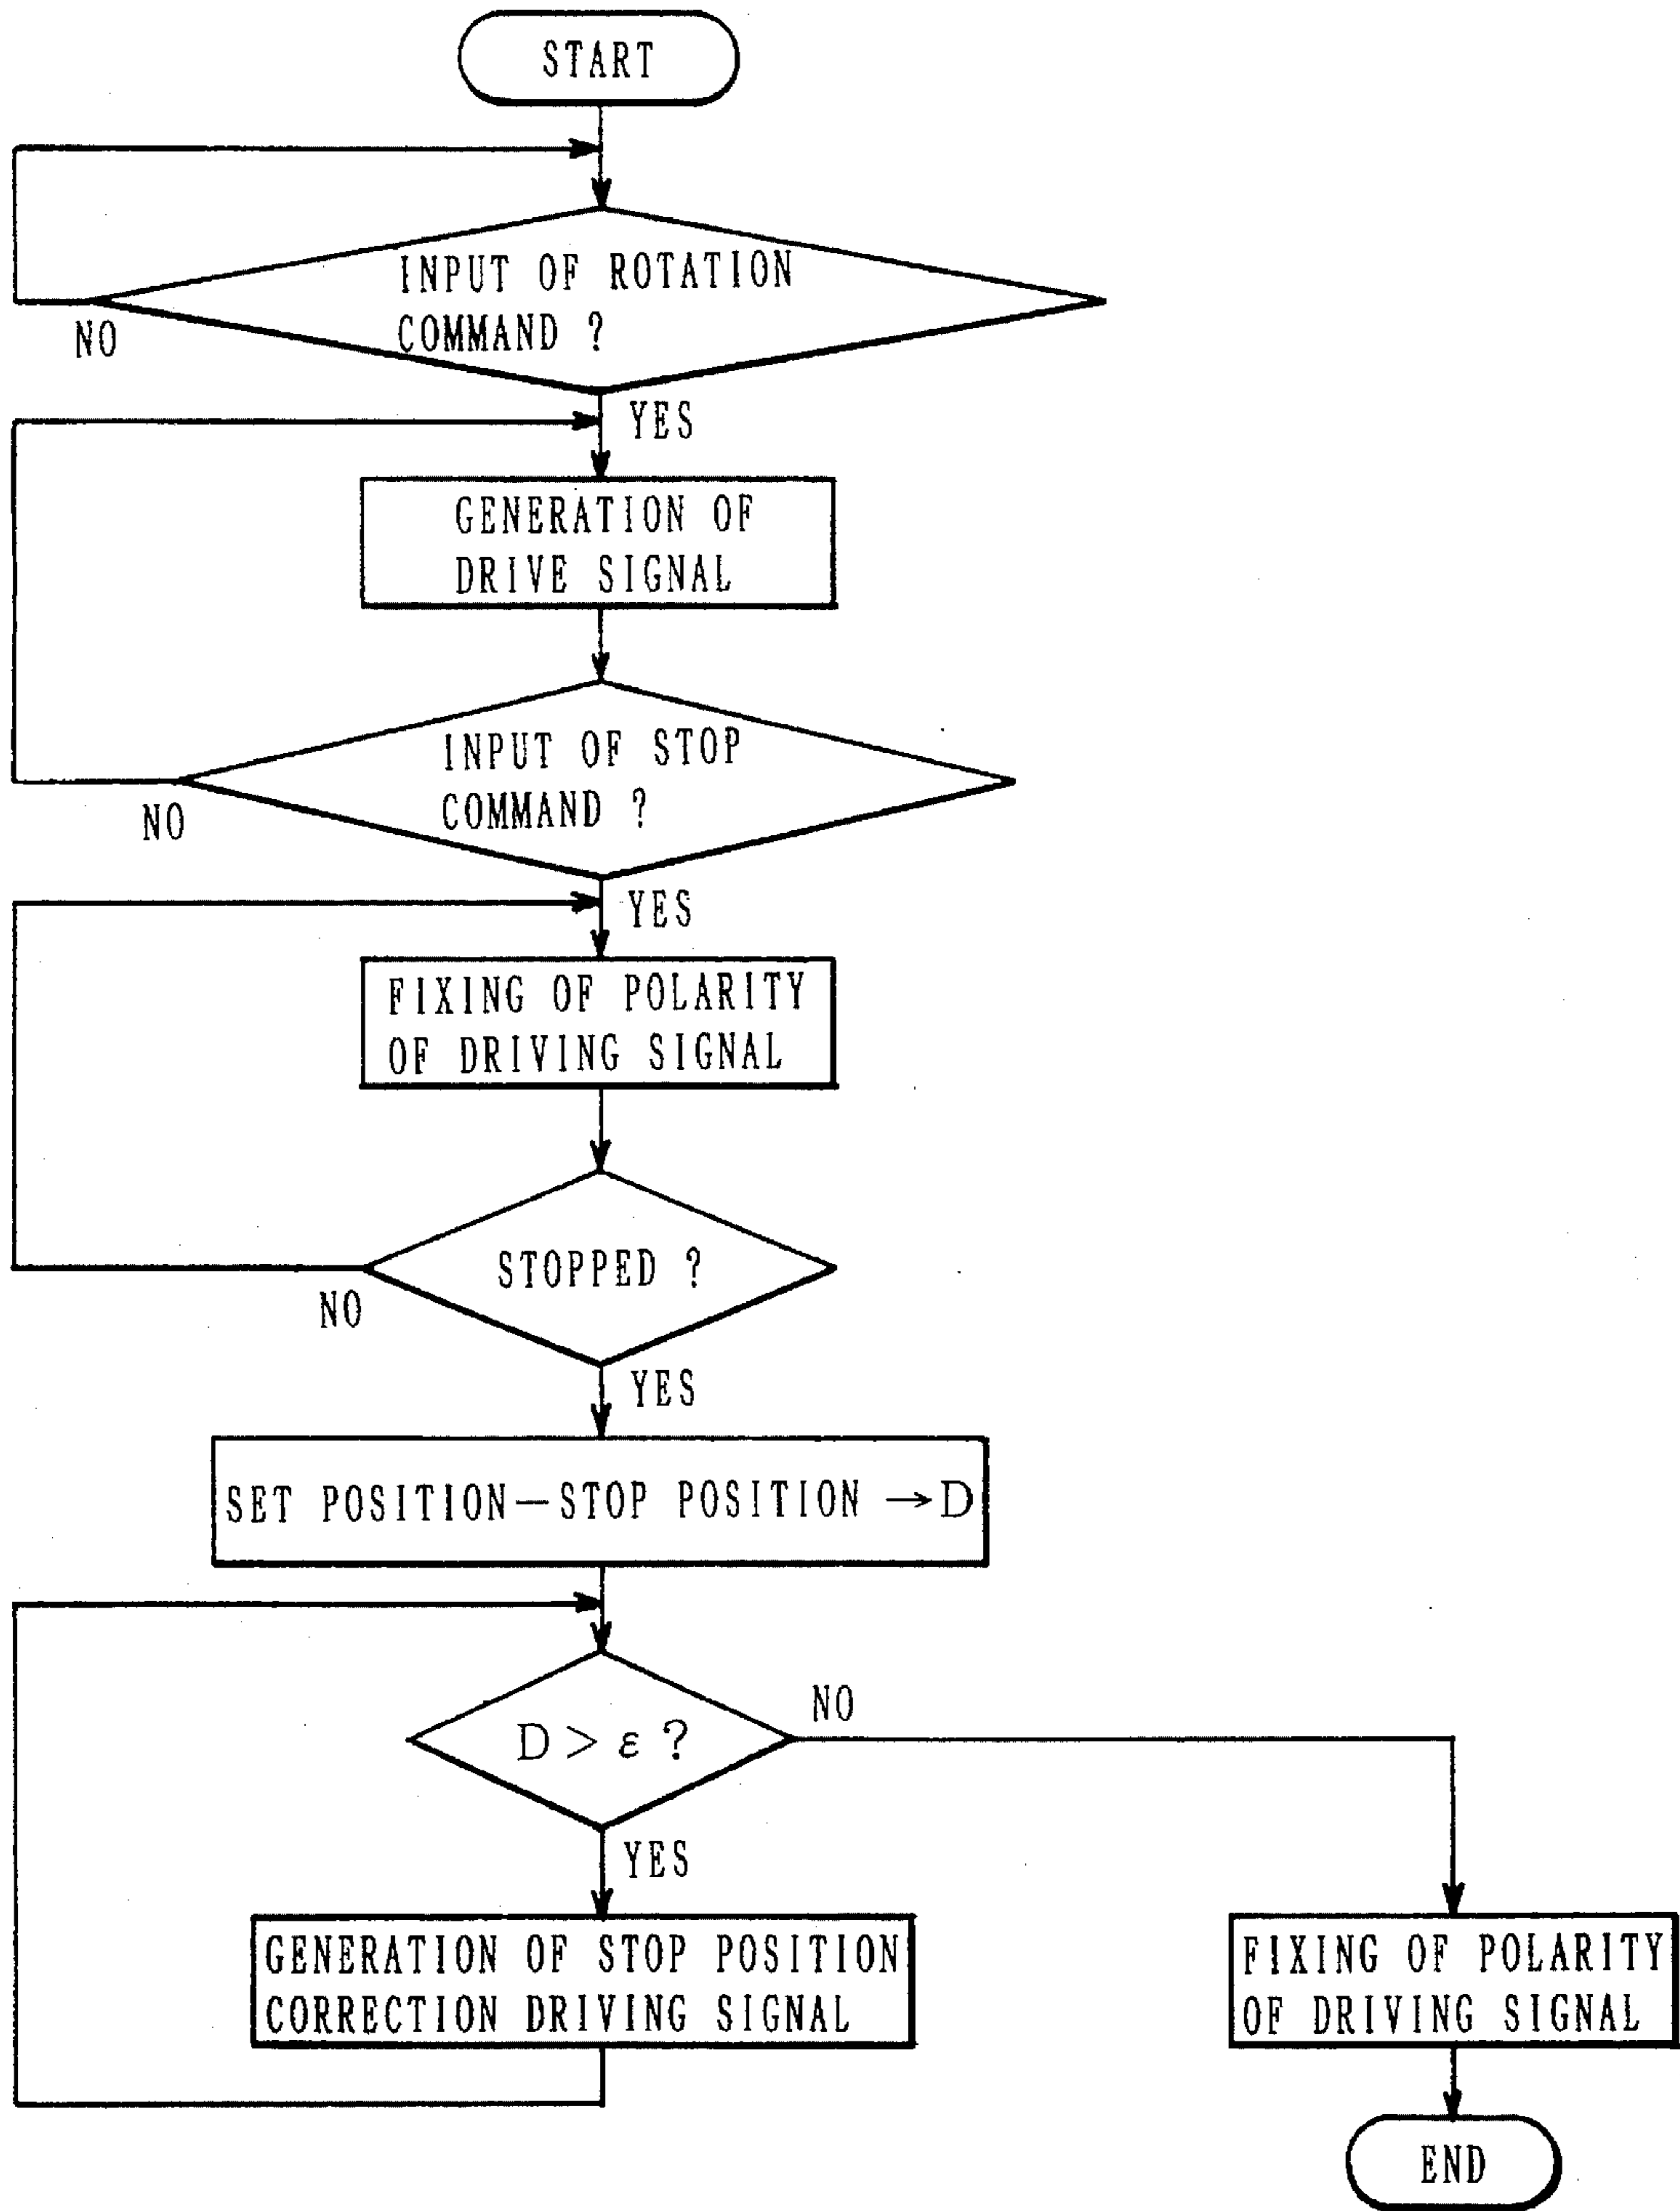 START
INPUT OF ROTATION
COMMAND ?
NO
YES
GENERATION OF
DRIVE SIGNAL
INPUT OF STOP
COMMAND ?
NO
YES
FIXING OF POLARITY
OF DRIVING SIGNAL
STOPPED ?
NO
YES
SET POSITION—STOP POSITION →D
D > ε ?
NO
YES
GENERATION OF STOP POSITION
CORRECTION DRIVING SIGNAL
FIXING OF POLARITY
OF DRIVING SIGNAL
END